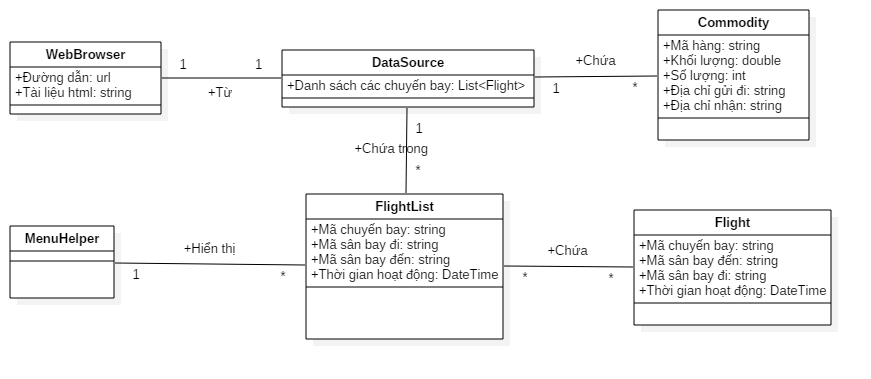 WebBrowser
+Đường dẫn: url
+Tài liệu html: string
1
1
+Từ
DataSource
+Danh sách các chuyến bay: List<Flight>
+Chứa
1
*
Commodity
+Mã hàng: string
+Khối lượng: double
+Số lượng: int
+Địa chỉ gửi đi: string
+Địa chỉ nhận: string
1
+Chứa trong
*
MenuHelper
+Hiển thị
1
*
FlightList
+Mã chuyến bay: string
+Mã sân bay đi: string
+Mã sân bay đến: string
+Thời gian hoạt động: DateTime
+Chứa
*
*
Flight
+Mã chuyến bay: string
+Mã sân bay đến: string
+Mã sân bay đi: string
+Thời gian hoạt động: DateTime